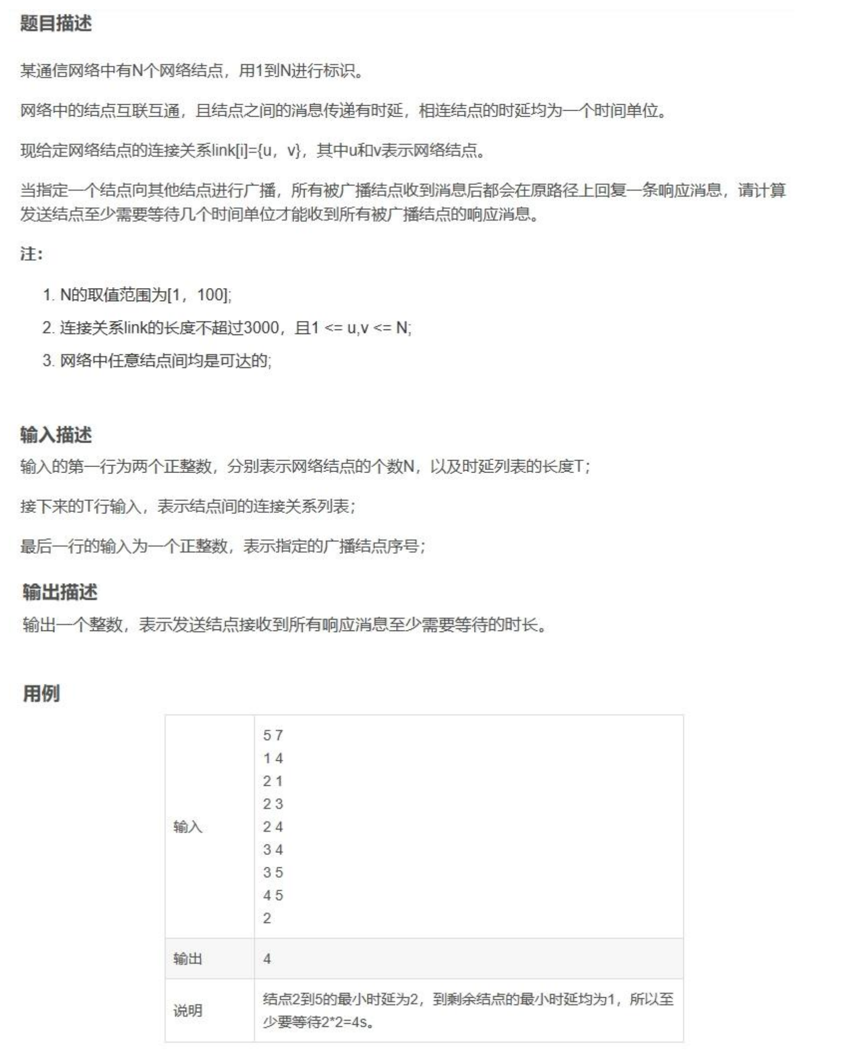 题目描述
某通信网络中有N个网络结点，用1到N进行标识。
网络中的结点互联互通，且结点之间的消息传递有时延，相连结点的时延均为一个时间单位。
现给定网络结点的连接关系link[i]={u，v}，其中u和v表示网络结点。
当指定一个结点向其他结点进行广播，所有被广播结点收到消息后都会在原路径上回复一条响应消息，请计算
发送结点至少需要等待几个时间单位才能收到所有被广播结点的响应消息。
注：
1. N的取值范围为[1，100];
2. 连接关系link的长度不超过3000，且1 <= u,v <= N;
3. 网络中任意结点间均是可达的;
输入描述
输入的第一行为两个正整数，分别表示网络结点的个数N，以及时延列表的长度T；
接下来的T行输入，表示结点间的连接关系列表；
最后一行的输入为一个正整数，表示指定的广播结点序号；
输出描述
输出一个整数，表示发送结点接收到所有响应消息至少需要等待的时长。
用例
输入
5 7
1 4
2 1
2 3
2 4
3 4
3 5
4 5
2
输出
4
说明
结点2到5的最小时延为2，到剩余结点的最小时延均为1，所以至
少要等待2*2=4s。